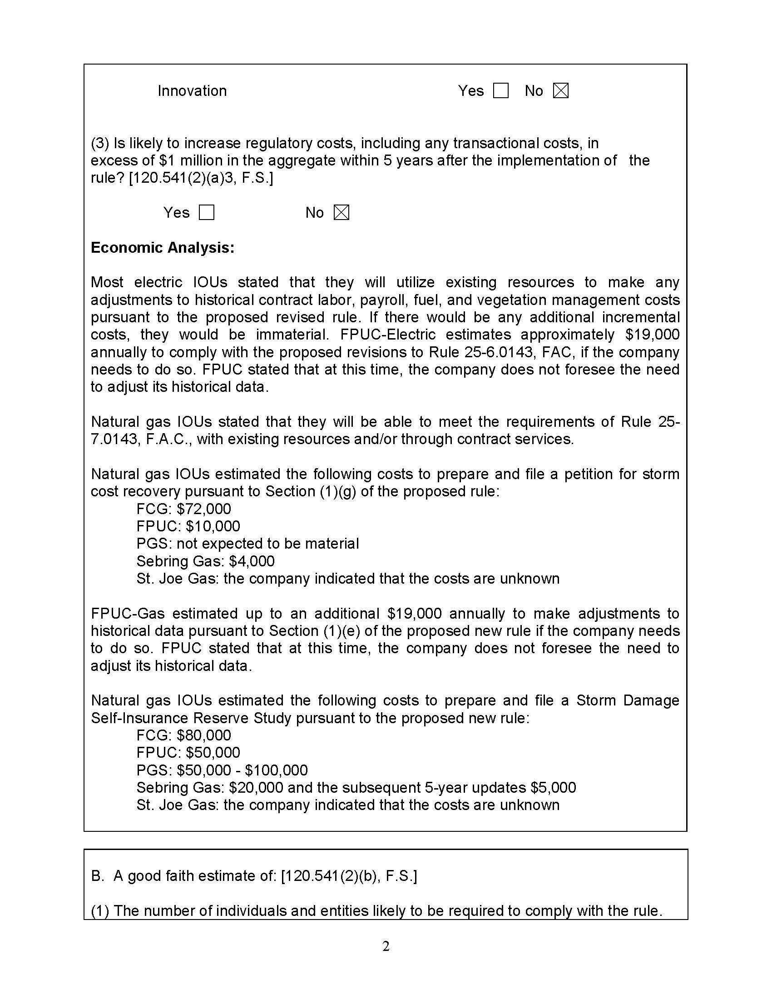 Innovation Yes ☐ No ☒
(3) Is likely to increase regulatory costs, including any transactional costs, in
excess of $1 million in the aggregate within 5 years after the implementation of the
rule? [120.541(2)(a)3, F.S.]
Yes ☐ No ☒
Economic Analysis:
Most electric IOUs stated that they will utilize existing resources to make any
adjustments to historical contract labor, payroll, fuel, and vegetation management costs
pursuant to the proposed revised rule. If there would be any additional incremental
costs, they would be immaterial. FPUC-Electric estimates approximately $19,000
annually to comply with the proposed revisions to Rule 25-6.0143, FAC, if the company
needs to do so. FPUC stated that at this time, the company does not foresee the need
to adjust its historical data.
Natural gas IOUs stated that they will be able to meet the requirements of Rule 25-
7.0143, F.A.C., with existing resources and/or through contract services.
Natural gas IOUs estimated the following costs to prepare and file a petition for storm
cost recovery pursuant to Section (1)(g) of the proposed rule:
FCG: $72,000
FPUC: $10,000
PGS: not expected to be material
Sebring Gas: $4,000
St. Joe Gas: the company indicated that the costs are unknown
FPUC-Gas estimated up to an additional $19,000 annually to make adjustments to
historical data pursuant to Section (1)(e) of the proposed new rule if the company needs
to do so. FPUC stated that at this time, the company does not foresee the need to
adjust its historical data.
Natural gas IOUs estimated the following costs to prepare and file a Storm Damage
Self-Insurance Reserve Study pursuant to the proposed new rule:
FCG: $80,000
FPUC: $50,000
PGS: $50,000 - $100,000
Sebring Gas: $20,000 and the subsequent 5-year updates $5,000
St. Joe Gas: the company indicated that the costs are unknown
B. A good faith estimate of: [120.541(2)(b), F.S.]
(1) The number of individuals and entities likely to be required to comply with the rule.
2